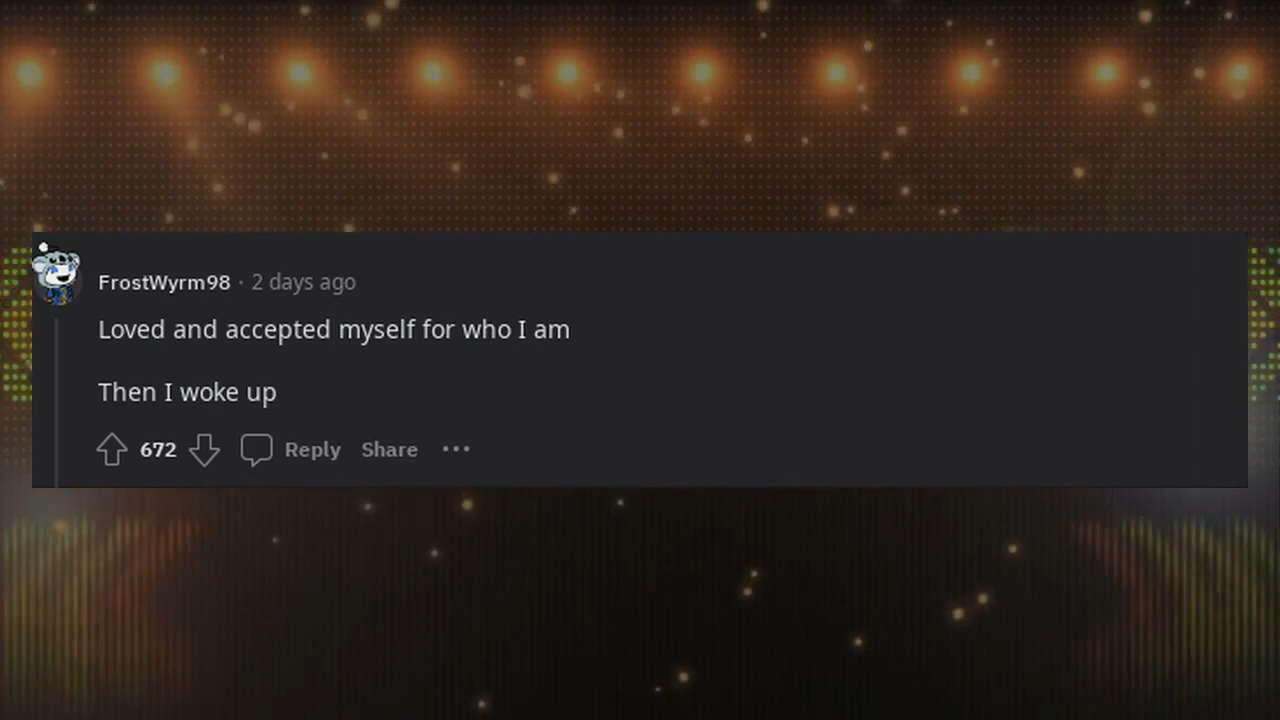 FrostWyrm98 · 2 days ago
Loved and accepted myself for who I am
Then I woke up
672 Reply Share ···